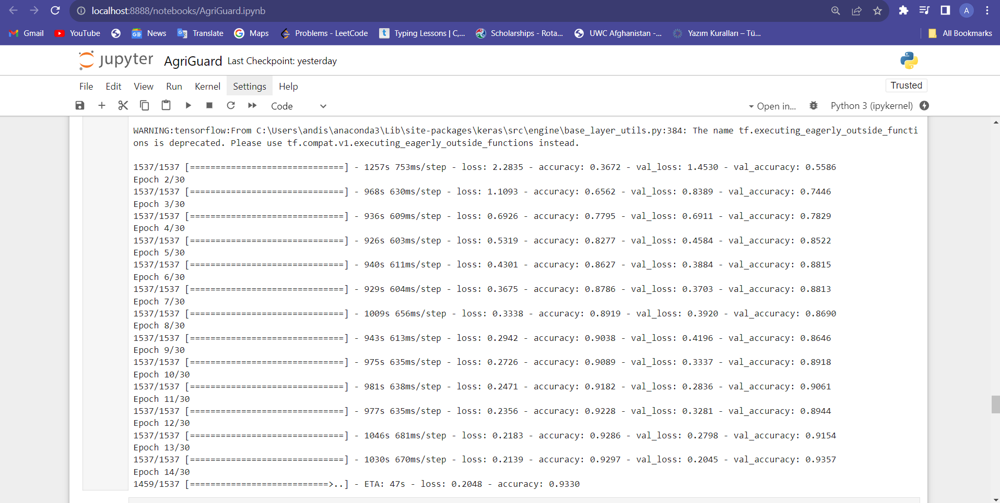 localhost:8888/notebooks/AgriGuard.ipynb
A
Gmail YouTube News Translate Maps Problems - LeetCode Typing Lessons | C,... Scholarships - Rota... UWC Afghanistan -... Yazım Kuralları – Tü... All Bookmarks
jupyter AgriGuard Last Checkpoint: yesterday
File Edit View Run Kernel Settings Help Trusted
Code Open in... Python 3 (ipykernel)
WARNING:tensorflow:From C:\Users\andis\anaconda3\Lib\site-packages\keras\src\engine\base_layer_utils.py:384: The name tf.executing_eagerly_outside_functi
ons is deprecated. Please use tf.compat.v1.executing_eagerly_outside_functions instead.
1537/1537 [==============================] - 1257s 753ms/step - loss: 2.2835 - accuracy: 0.3672 - val_loss: 1.4530 - val_accuracy: 0.5586
Epoch 2/30
1537/1537 [==============================] - 968s 630ms/step - loss: 1.1093 - accuracy: 0.6562 - val_loss: 0.8389 - val_accuracy: 0.7446
Epoch 3/30
1537/1537 [==============================] - 936s 609ms/step - loss: 0.6926 - accuracy: 0.7795 - val_loss: 0.6911 - val_accuracy: 0.7829
Epoch 4/30
1537/1537 [==============================] - 926s 603ms/step - loss: 0.5319 - accuracy: 0.8277 - val_loss: 0.4584 - val_accuracy: 0.8522
Epoch 5/30
1537/1537 [==============================] - 940s 611ms/step - loss: 0.4301 - accuracy: 0.8627 - val_loss: 0.3884 - val_accuracy: 0.8815
Epoch 6/30
1537/1537 [==============================] - 929s 604ms/step - loss: 0.3675 - accuracy: 0.8786 - val_loss: 0.3703 - val_accuracy: 0.8813
Epoch 7/30
1537/1537 [==============================] - 1009s 656ms/step - loss: 0.3338 - accuracy: 0.8919 - val_loss: 0.3920 - val_accuracy: 0.8690
Epoch 8/30
1537/1537 [==============================] - 943s 613ms/step - loss: 0.2942 - accuracy: 0.9038 - val_loss: 0.4196 - val_accuracy: 0.8646
Epoch 9/30
1537/1537 [==============================] - 975s 635ms/step - loss: 0.2726 - accuracy: 0.9089 - val_loss: 0.3337 - val_accuracy: 0.8918
Epoch 10/30
1537/1537 [==============================] - 981s 638ms/step - loss: 0.2471 - accuracy: 0.9182 - val_loss: 0.2836 - val_accuracy: 0.9061
Epoch 11/30
1537/1537 [==============================] - 977s 635ms/step - loss: 0.2356 - accuracy: 0.9228 - val_loss: 0.3281 - val_accuracy: 0.8944
Epoch 12/30
1537/1537 [==============================] - 1046s 681ms/step - loss: 0.2183 - accuracy: 0.9286 - val_loss: 0.2798 - val_accuracy: 0.9154
Epoch 13/30
1537/1537 [==============================] - 1030s 670ms/step - loss: 0.2139 - accuracy: 0.9297 - val_loss: 0.2045 - val_accuracy: 0.9357
Epoch 14/30
1459/1537 [===========================>..] - ETA: 47s - loss: 0.2048 - accuracy: 0.9330